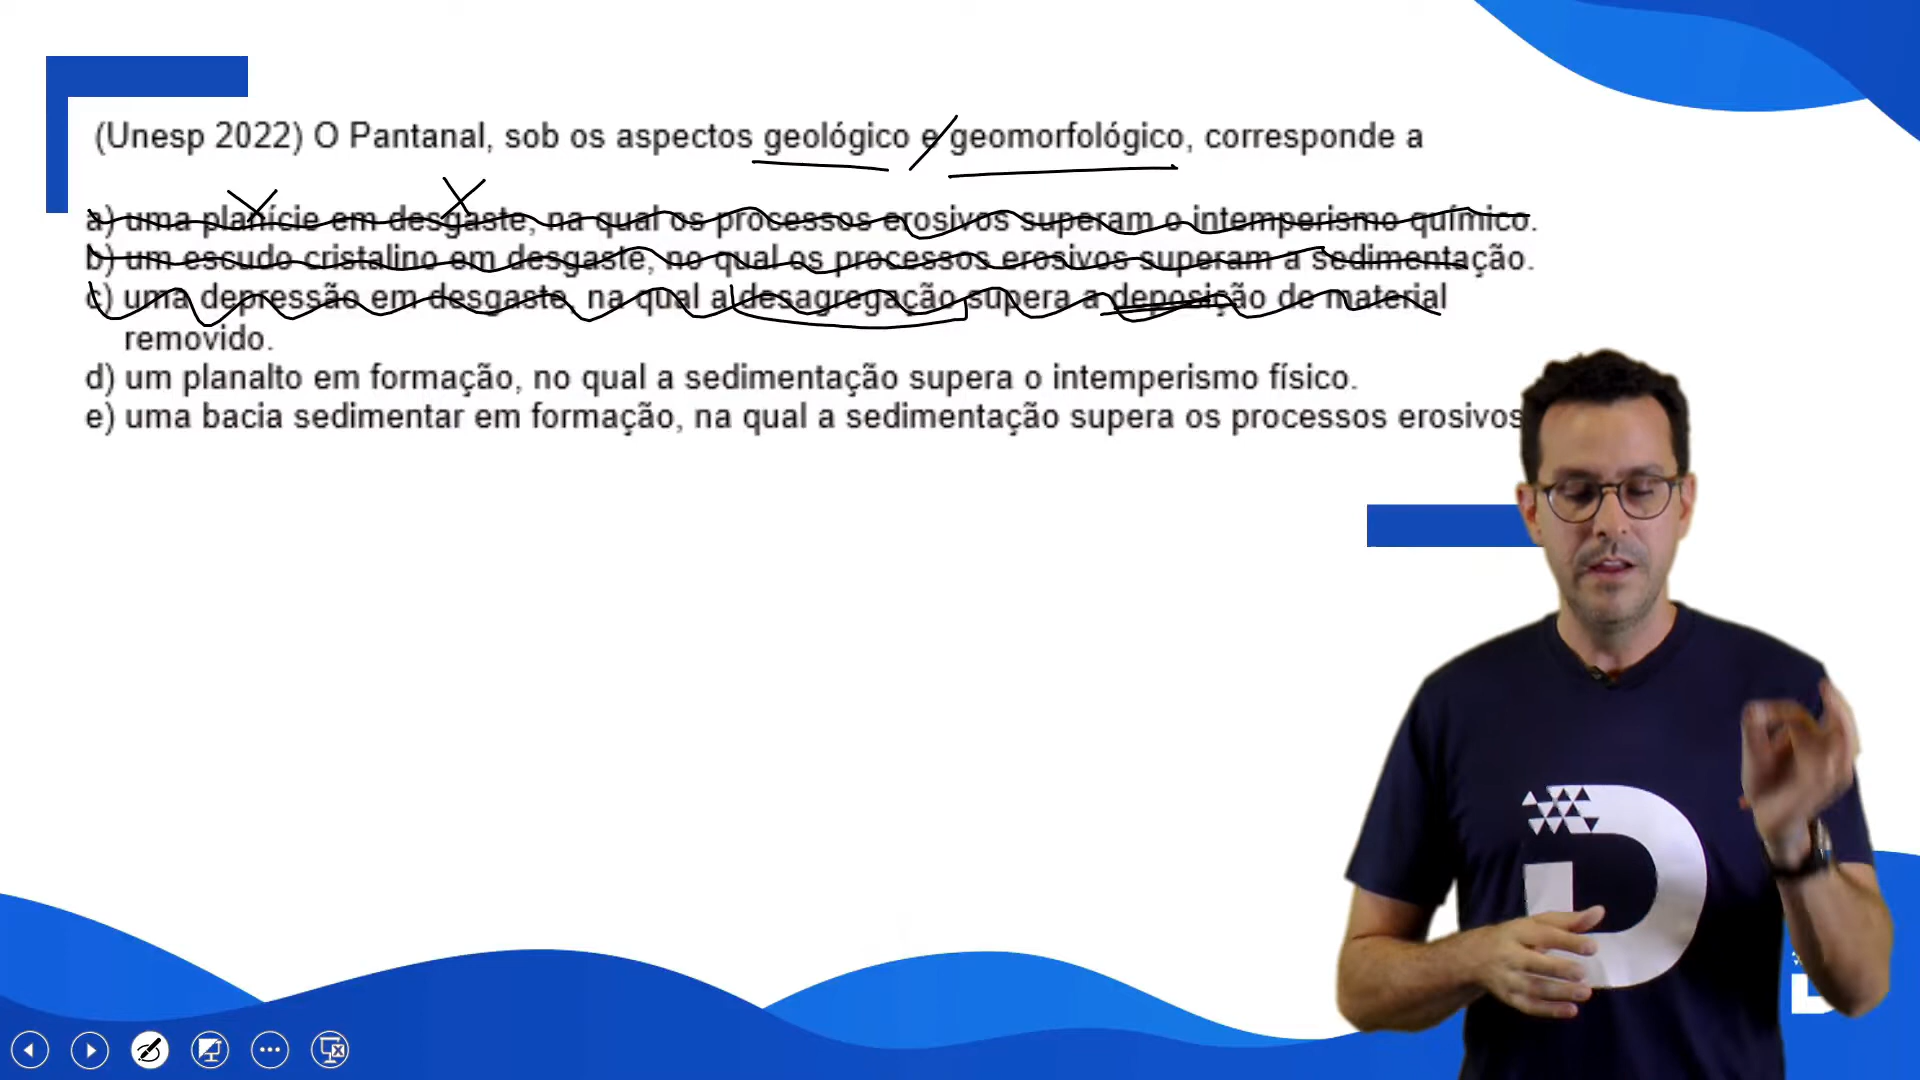 (Unesp 2022) O Pantanal, sob os aspectos geológico e geomorfológico, corresponde a
a) uma planície em desgaste, na qual os processos erosivos superam o intemperismo químico.
b) um escudo cristalino em desgaste, no qual os processos erosivos superam a sedimentação.
c) uma depressão em desgaste, na qual a desagregação supera a deposição de material
removido.
d) um planalto em formação, no qual a sedimentação supera o intemperismo físico.
e) uma bacia sedimentar em formação, na qual a sedimentação supera os processos erosivos
D